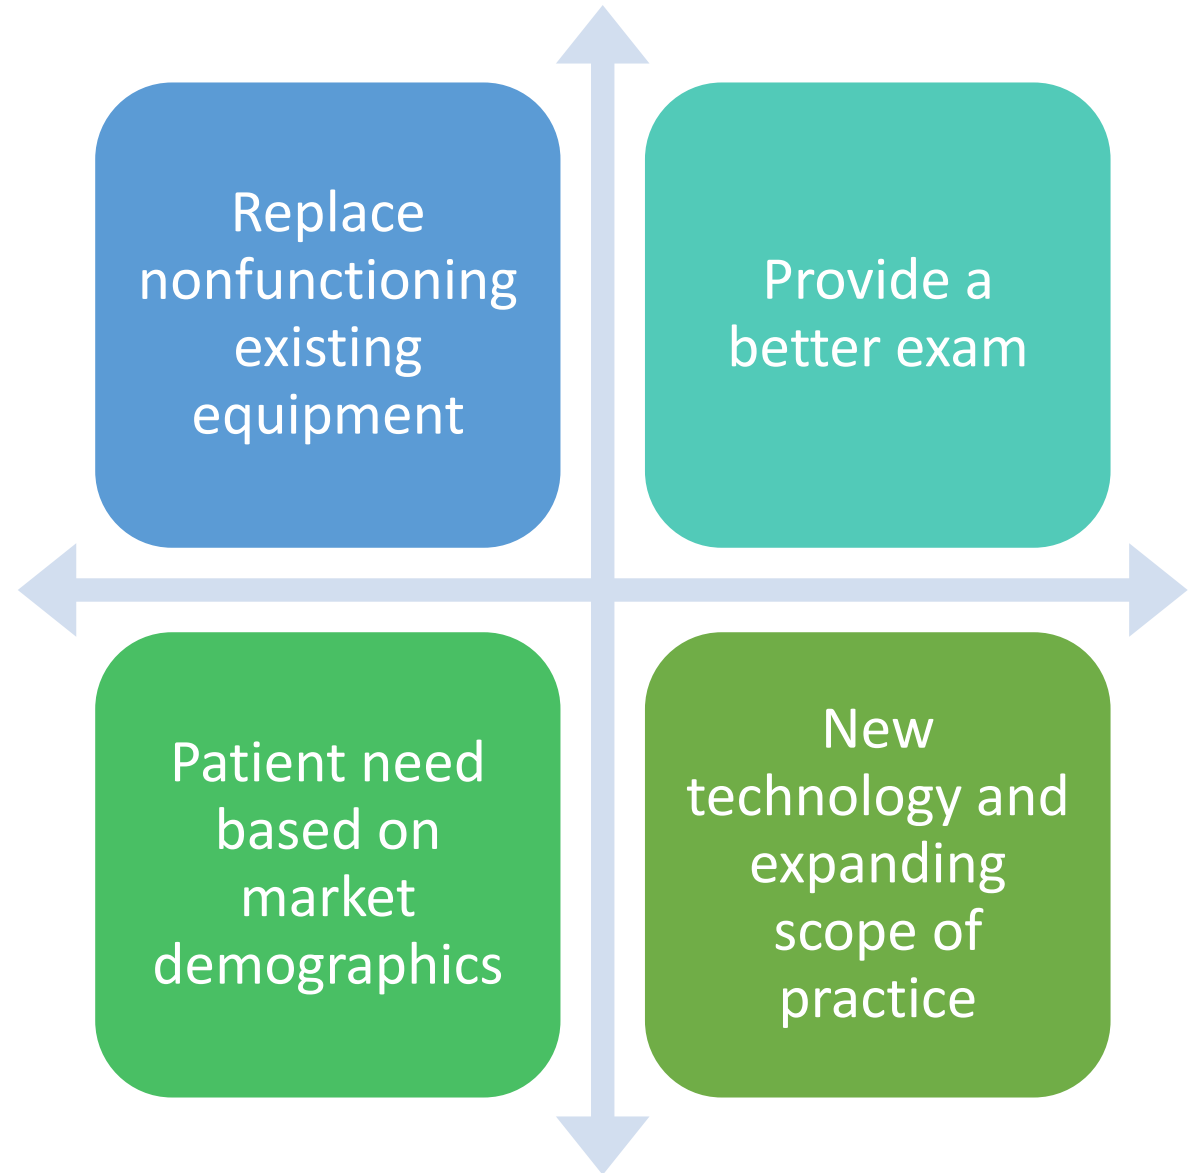 Replace
nonfunctioning
existing
equipment
Provide a
better exam
Patient need
based on
market
demographics
New
technology and
expanding
scope of
practice